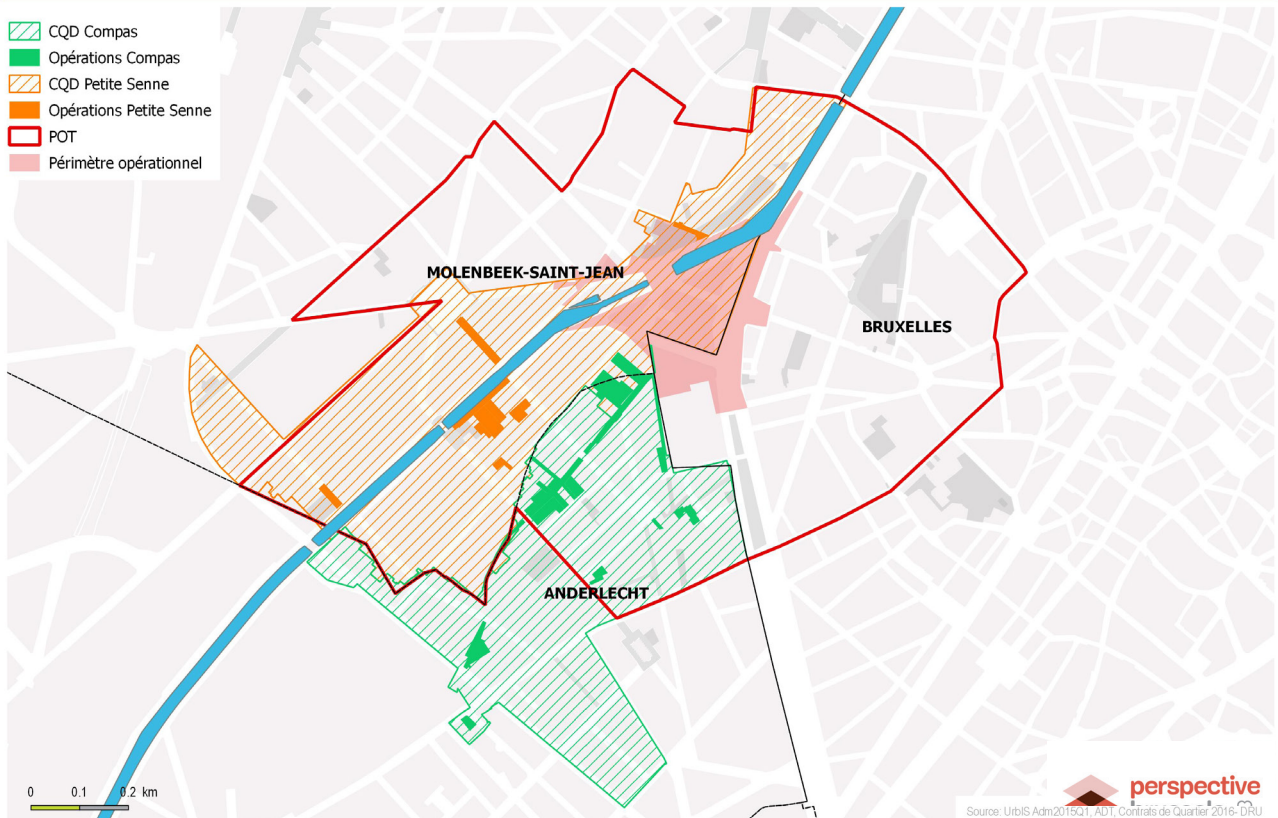 CQD Compas
Opérations Compas
CQD Petite Senne
Opérations Petite Senne
POT
Périmètre opérationnel
MOLENBEEK-SAINT-JEAN
BRUXELLES
ANDERLECHT
0 0.1 0.2 km
perspective
Source: UrbIS Adm2015Q1, ADT, Contrats de Quartier 2016- DRU